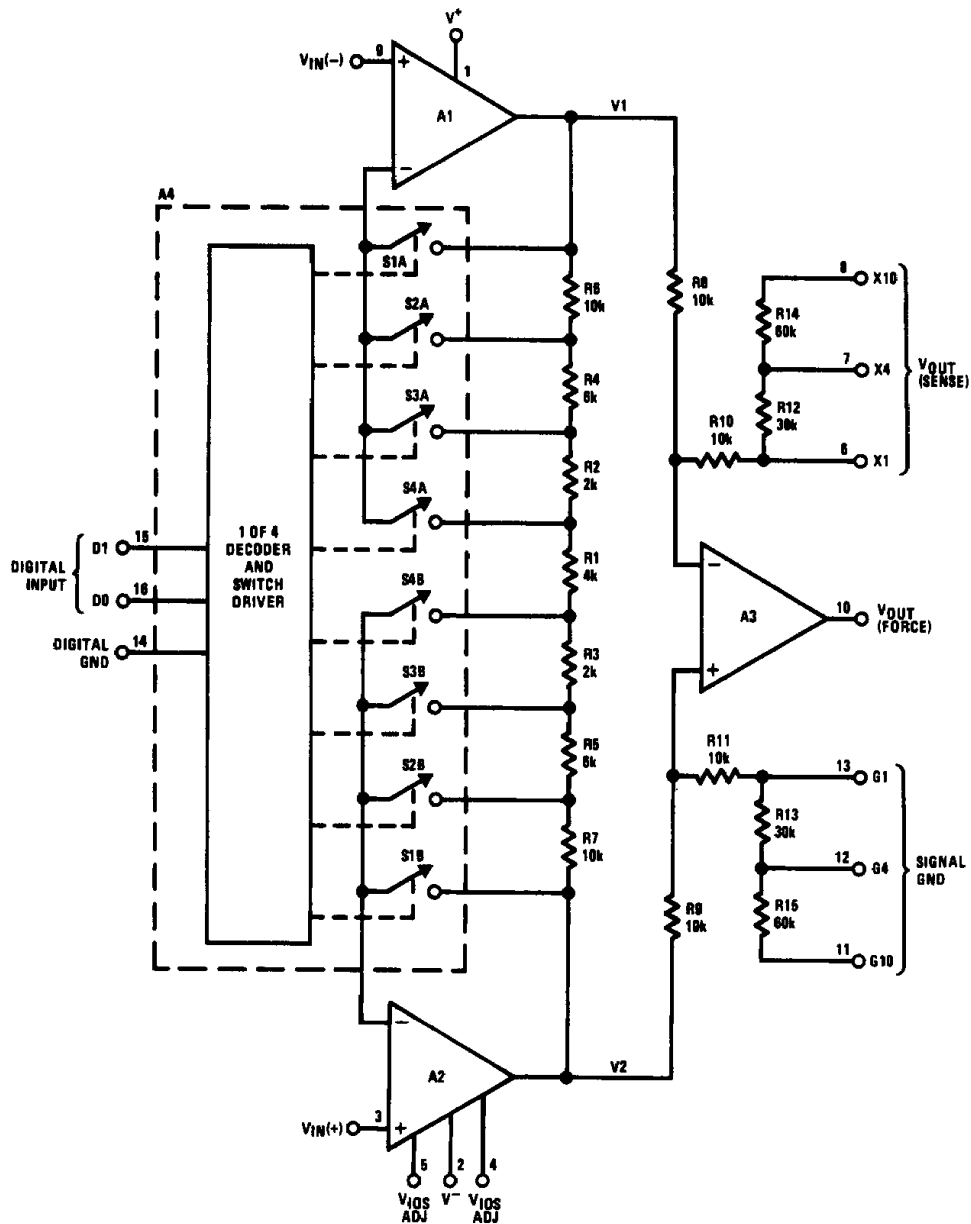 V+
VIN(–)
9
+
1
A1
V1
–
A4
S1A
R6
10k
R8
10k
8
X10
R14
60k
S2A
7
X4
R4
6k
VOUT
(SENSE)
R12
30k
S3A
R10
10k
6
X1
R2
2k
S4A
1 OF 4
DECODER
AND
SWITCH
DRIVER
DIGITAL
INPUT
D1
15
R1
4k
–
D0
16
S4B
A3
10
VOUT
(FORCE)
DIGITAL
GND
14
R3
2k
+
S3B
R11
10k
13
G1
R5
6k
R13
30k
S2B
12
G4
SIGNAL
GND
R7
10k
S1B
R9
10k
R15
60k
11
G10
–
A2
V2
VIN(+)
3
+
5
2
4
VIOS
ADJ
V–
VIOS
ADJ